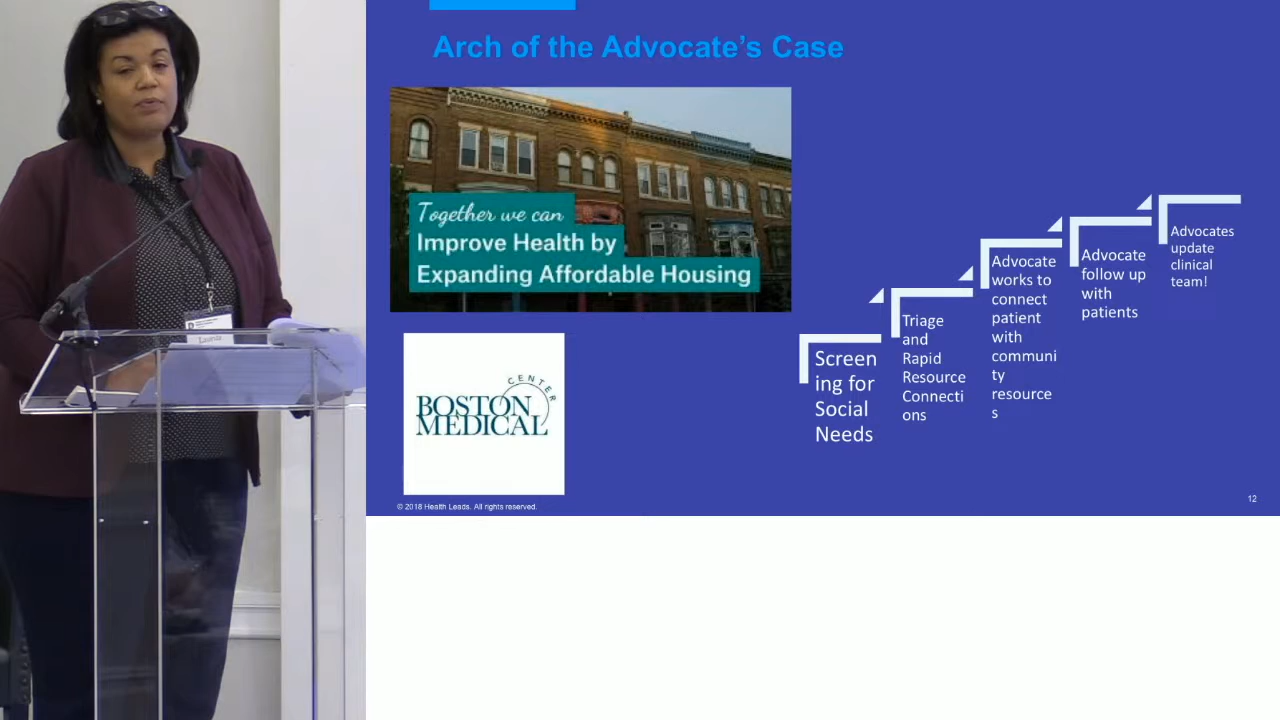 Arch of the Advocate's Case
Together we can
Improve Health by
Expanding Affordable Housing
BOSTON
MEDICAL
CENTER
Screen
ing for
Social
Needs
Triage
and
Rapid
Resource
Connecti
ons
Advocate
works to
connect
patient
with
communi
ty
resource
s
Advocate
follow up
with
patients
Advocates
update
clinical
team!
© 2018 Health Leads. All rights reserved.
12